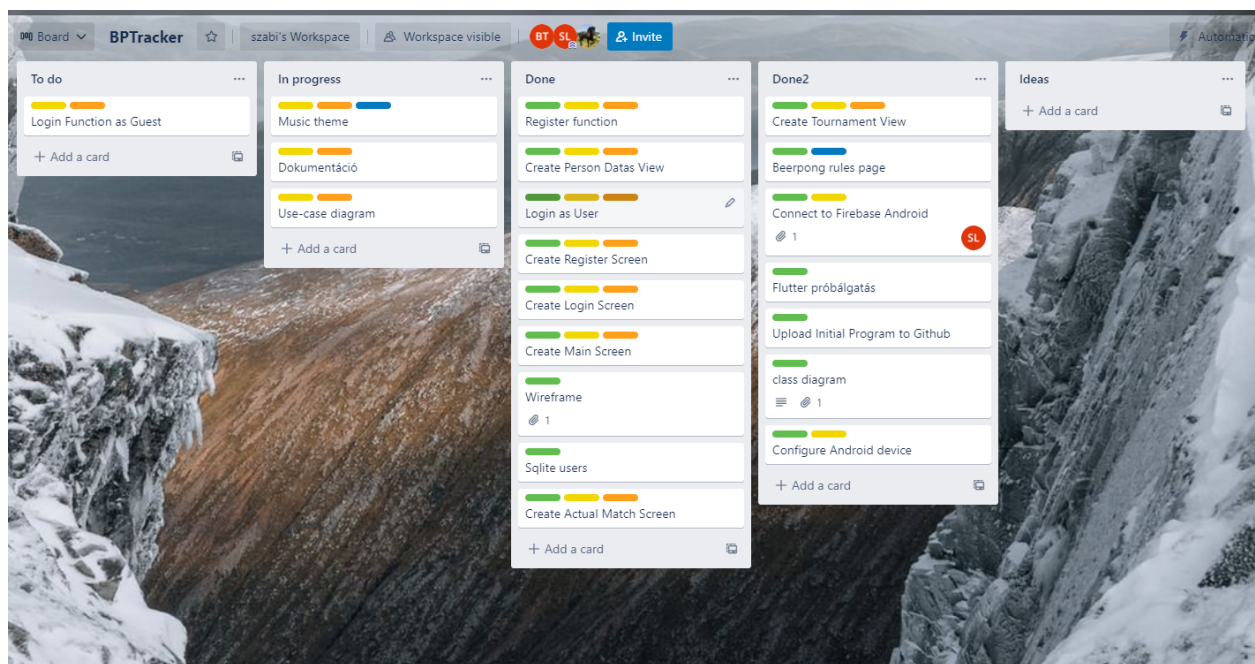 Board
BPTracker
szabi's Workspace
Workspace visible
BT
SL
Invite
To do
Login Function as Guest
+ Add a card
In progress
Music theme
Dokumentáció
Use-case diagram
+ Add a card
Done
Register function
Create Person Datas View
Login as User
Create Register Screen
Create Login Screen
Create Main Screen
Wireframe
1
Sqlite users
Create Actual Match Screen
+ Add a card
Done2
Create Tournament View
Beerpong rules page
Connect to Firebase Android
1
SL
Flutter próbálgatás
Upload Initial Program to Github
class diagram
1
Configure Android device
+ Add a card
Ideas
+ Add a card